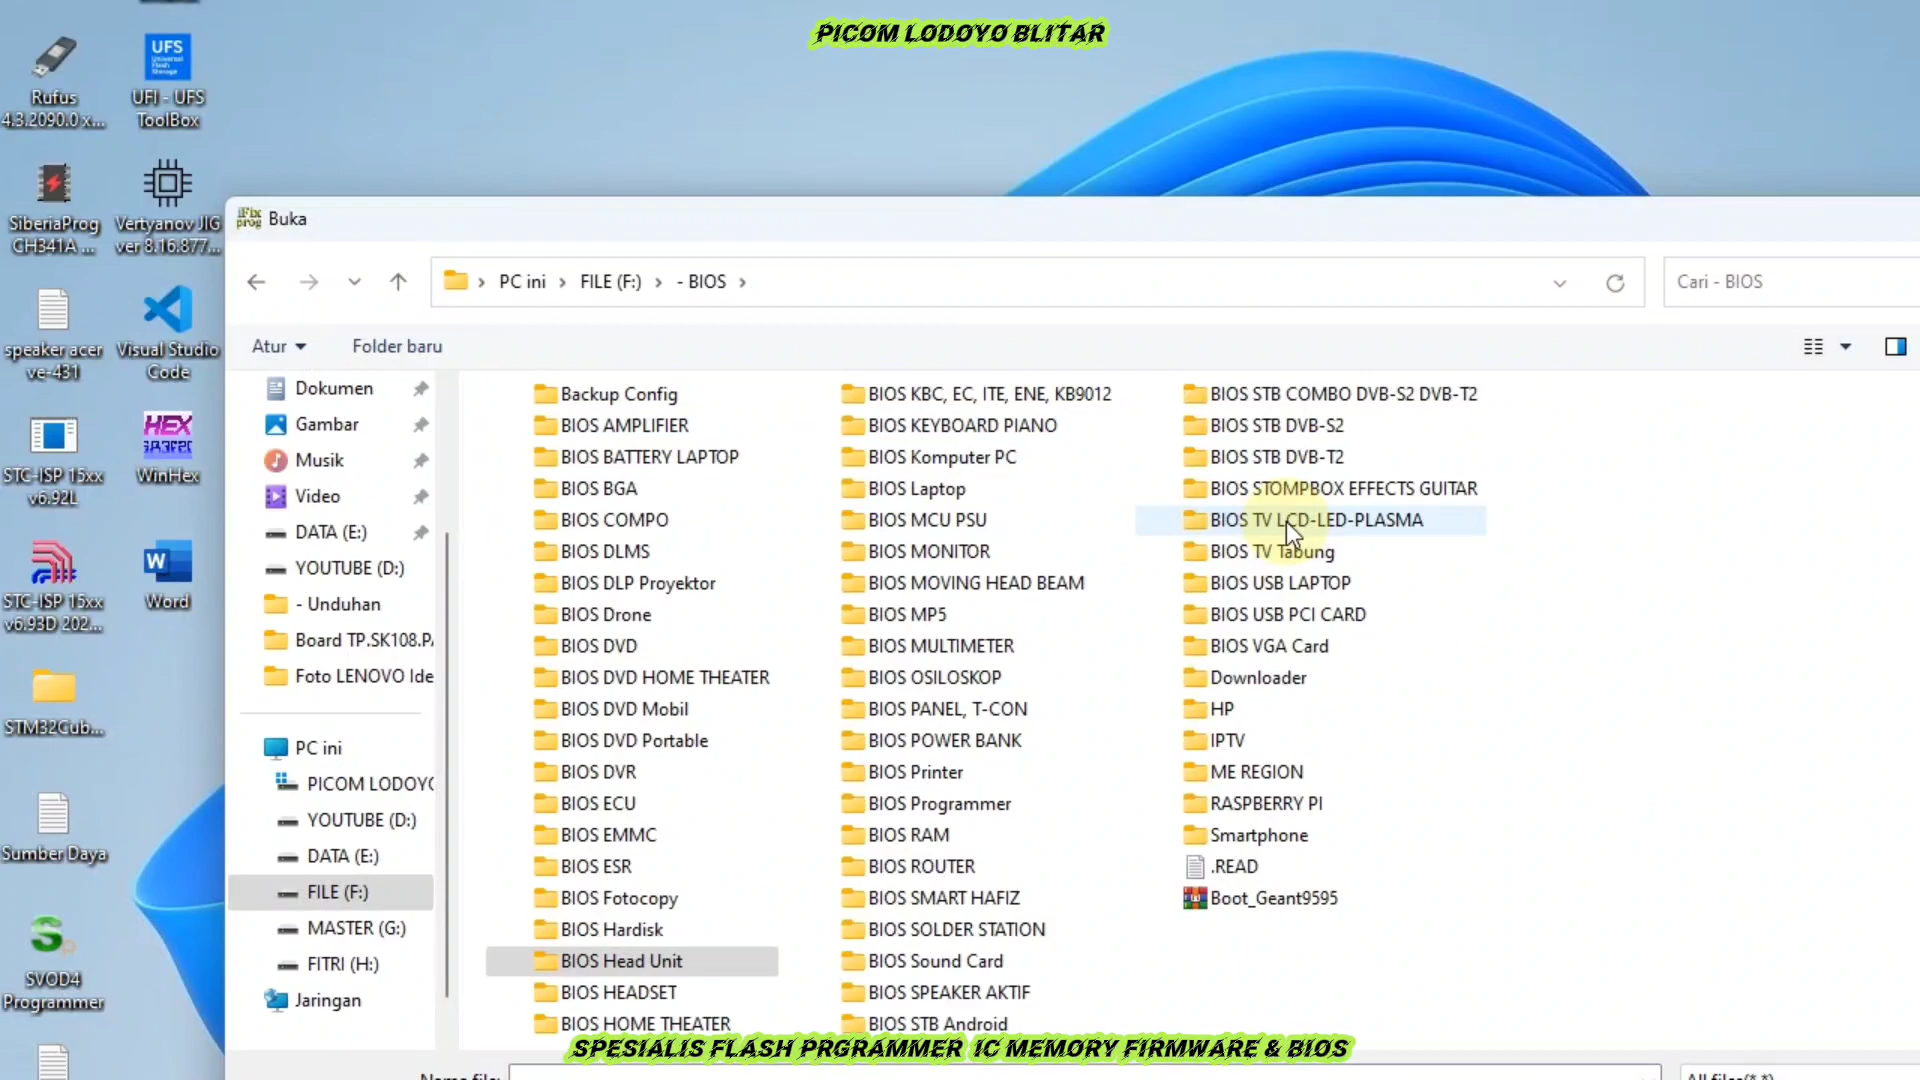 PICOM LODOYO BLITAR
Rufus
4.3.2090.0 x...
UFS
Universal
Flash
Storage
UFI - UFS
ToolBox
SiberiaProg
CH341A ...
Vertyanov JIG
ver 8.16.877...
speaker acer
ve-431
Visual Studio
Code
STC-ISP 15xx
v6.92L
HEX
WinHex
STC-ISP 15xx
v6.93D 202...
W
Word
STM32Cub...
Sumber Daya
S
SVOD4
Programmer
iFix
prog
Buka
PC ini
FILE (F:)
- BIOS
Cari - BIOS
Atur
Folder baru
Dokumen
Gambar
Musik
Video
DATA (E:)
YOUTUBE (D:)
- Unduhan
Board TP.SK108.P
Foto LENOVO Ide
PC ini
PICOM LODOYO
YOUTUBE (D:)
DATA (E:)
FILE (F:)
MASTER (G:)
FITRI (H:)
Jaringan
Backup Config
BIOS AMPLIFIER
BIOS BATTERY LAPTOP
BIOS BGA
BIOS COMPO
BIOS DLMS
BIOS DLP Proyektor
BIOS Drone
BIOS DVD
BIOS DVD HOME THEATER
BIOS DVD Mobil
BIOS DVD Portable
BIOS DVR
BIOS ECU
BIOS EMMC
BIOS ESR
BIOS Fotocopy
BIOS Hardisk
BIOS Head Unit
BIOS HEADSET
BIOS HOME THEATER
BIOS KBC, EC, ITE, ENE, KB9012
BIOS KEYBOARD PIANO
BIOS Komputer PC
BIOS Laptop
BIOS MCU PSU
BIOS MONITOR
BIOS MOVING HEAD BEAM
BIOS MP5
BIOS MULTIMETER
BIOS OSILOSKOP
BIOS PANEL, T-CON
BIOS POWER BANK
BIOS Printer
BIOS Programmer
BIOS RAM
BIOS ROUTER
BIOS SMART HAFIZ
BIOS SOLDER STATION
BIOS Sound Card
BIOS SPEAKER AKTIF
BIOS STB Android
BIOS STB COMBO DVB-S2 DVB-T2
BIOS STB DVB-S2
BIOS STB DVB-T2
BIOS STOMPBOX EFFECTS GUITAR
BIOS TV LCD-LED-PLASMA
BIOS TV Tabung
BIOS USB LAPTOP
BIOS USB PCI CARD
BIOS VGA Card
Downloader
HP
IPTV
ME REGION
RASPBERRY PI
Smartphone
.READ
Boot_Geant9595
SPESIALIS FLASH PRGRAMMER IC MEMORY FIRMWARE & BIOS
Nama file:
All files(*.*)